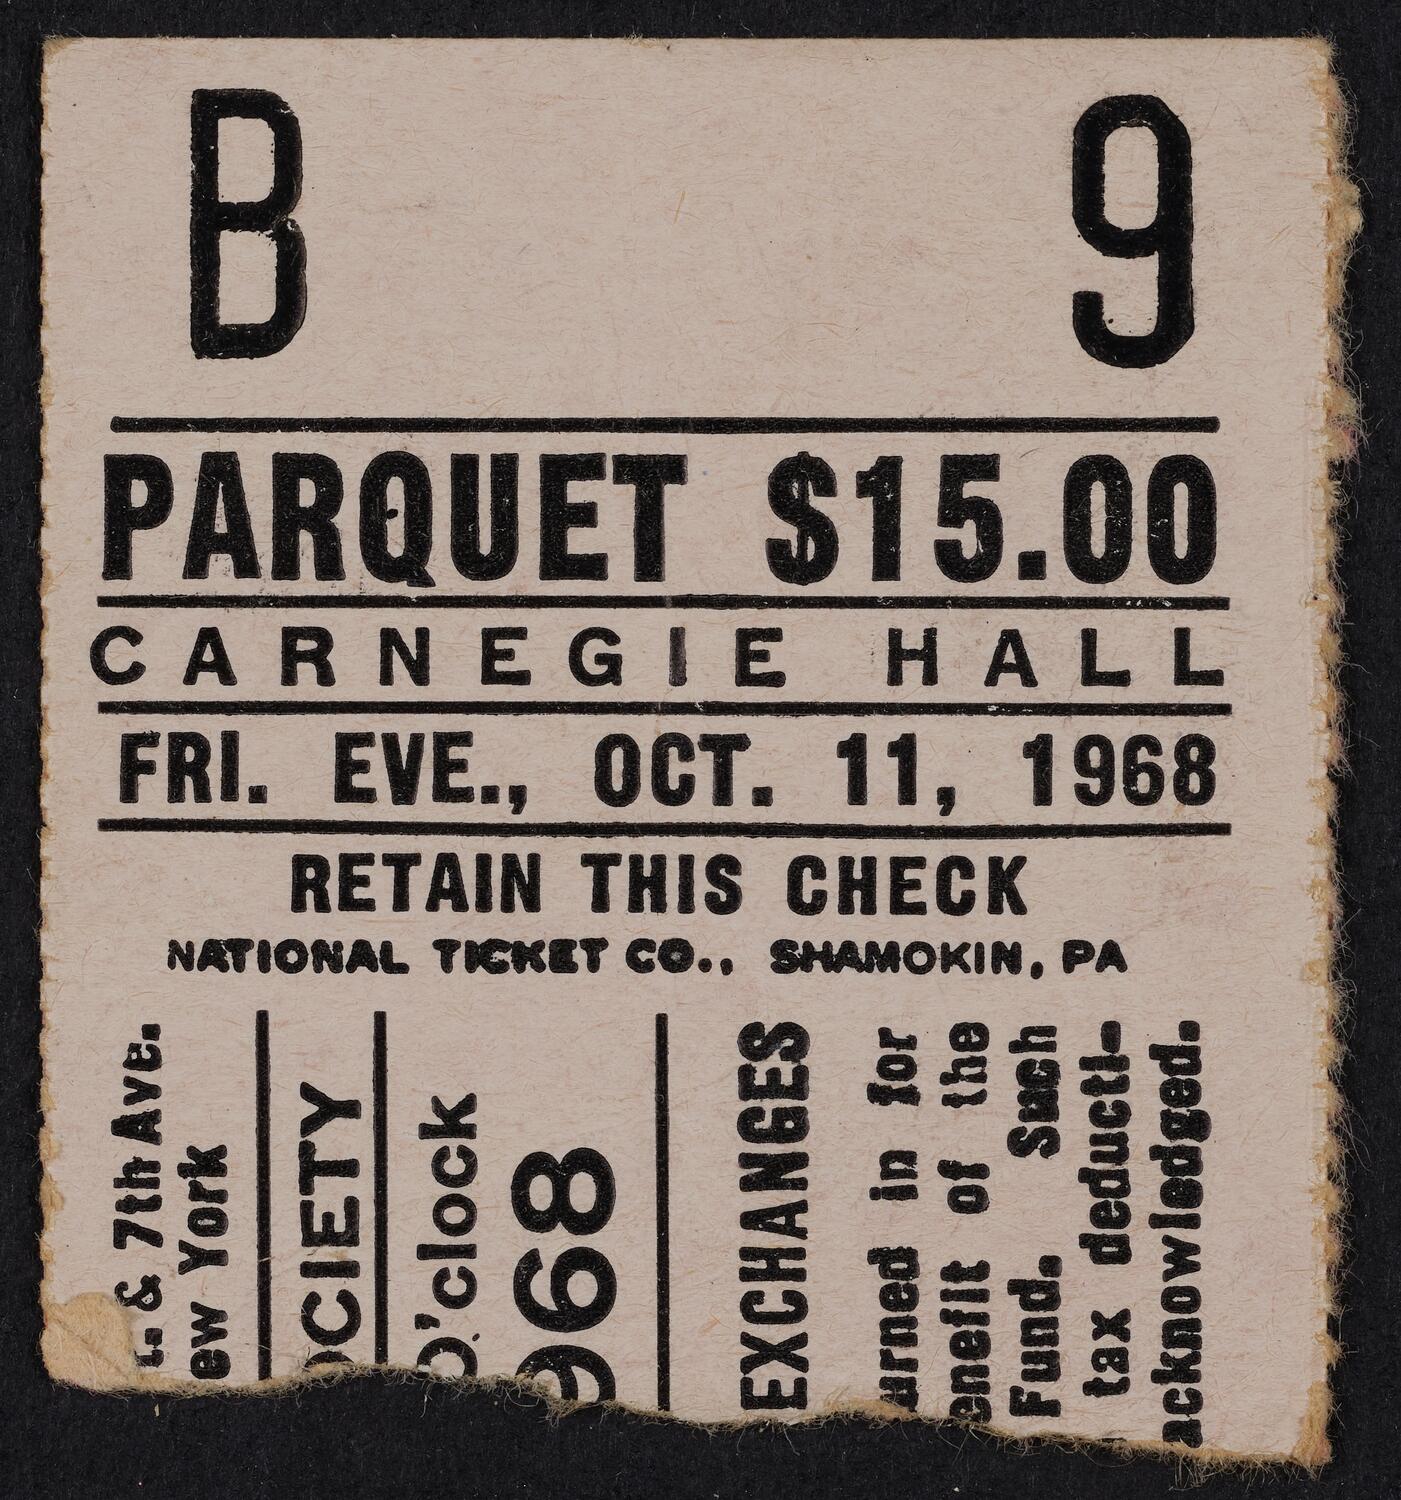 B 9
PARQUET $15.00
CARNEGIE HALL
FRI. EVE., OCT. 11, 1968
RETAIN THIS CHECK
NATIONAL TICKET CO., SHAMOKIN, PA
& 7th Ave.
ew York
OCIETY
O'clock
968
EXCHANGES
urned in for
enefit of the
Fund. Such
tax deducti-
acknowledged.